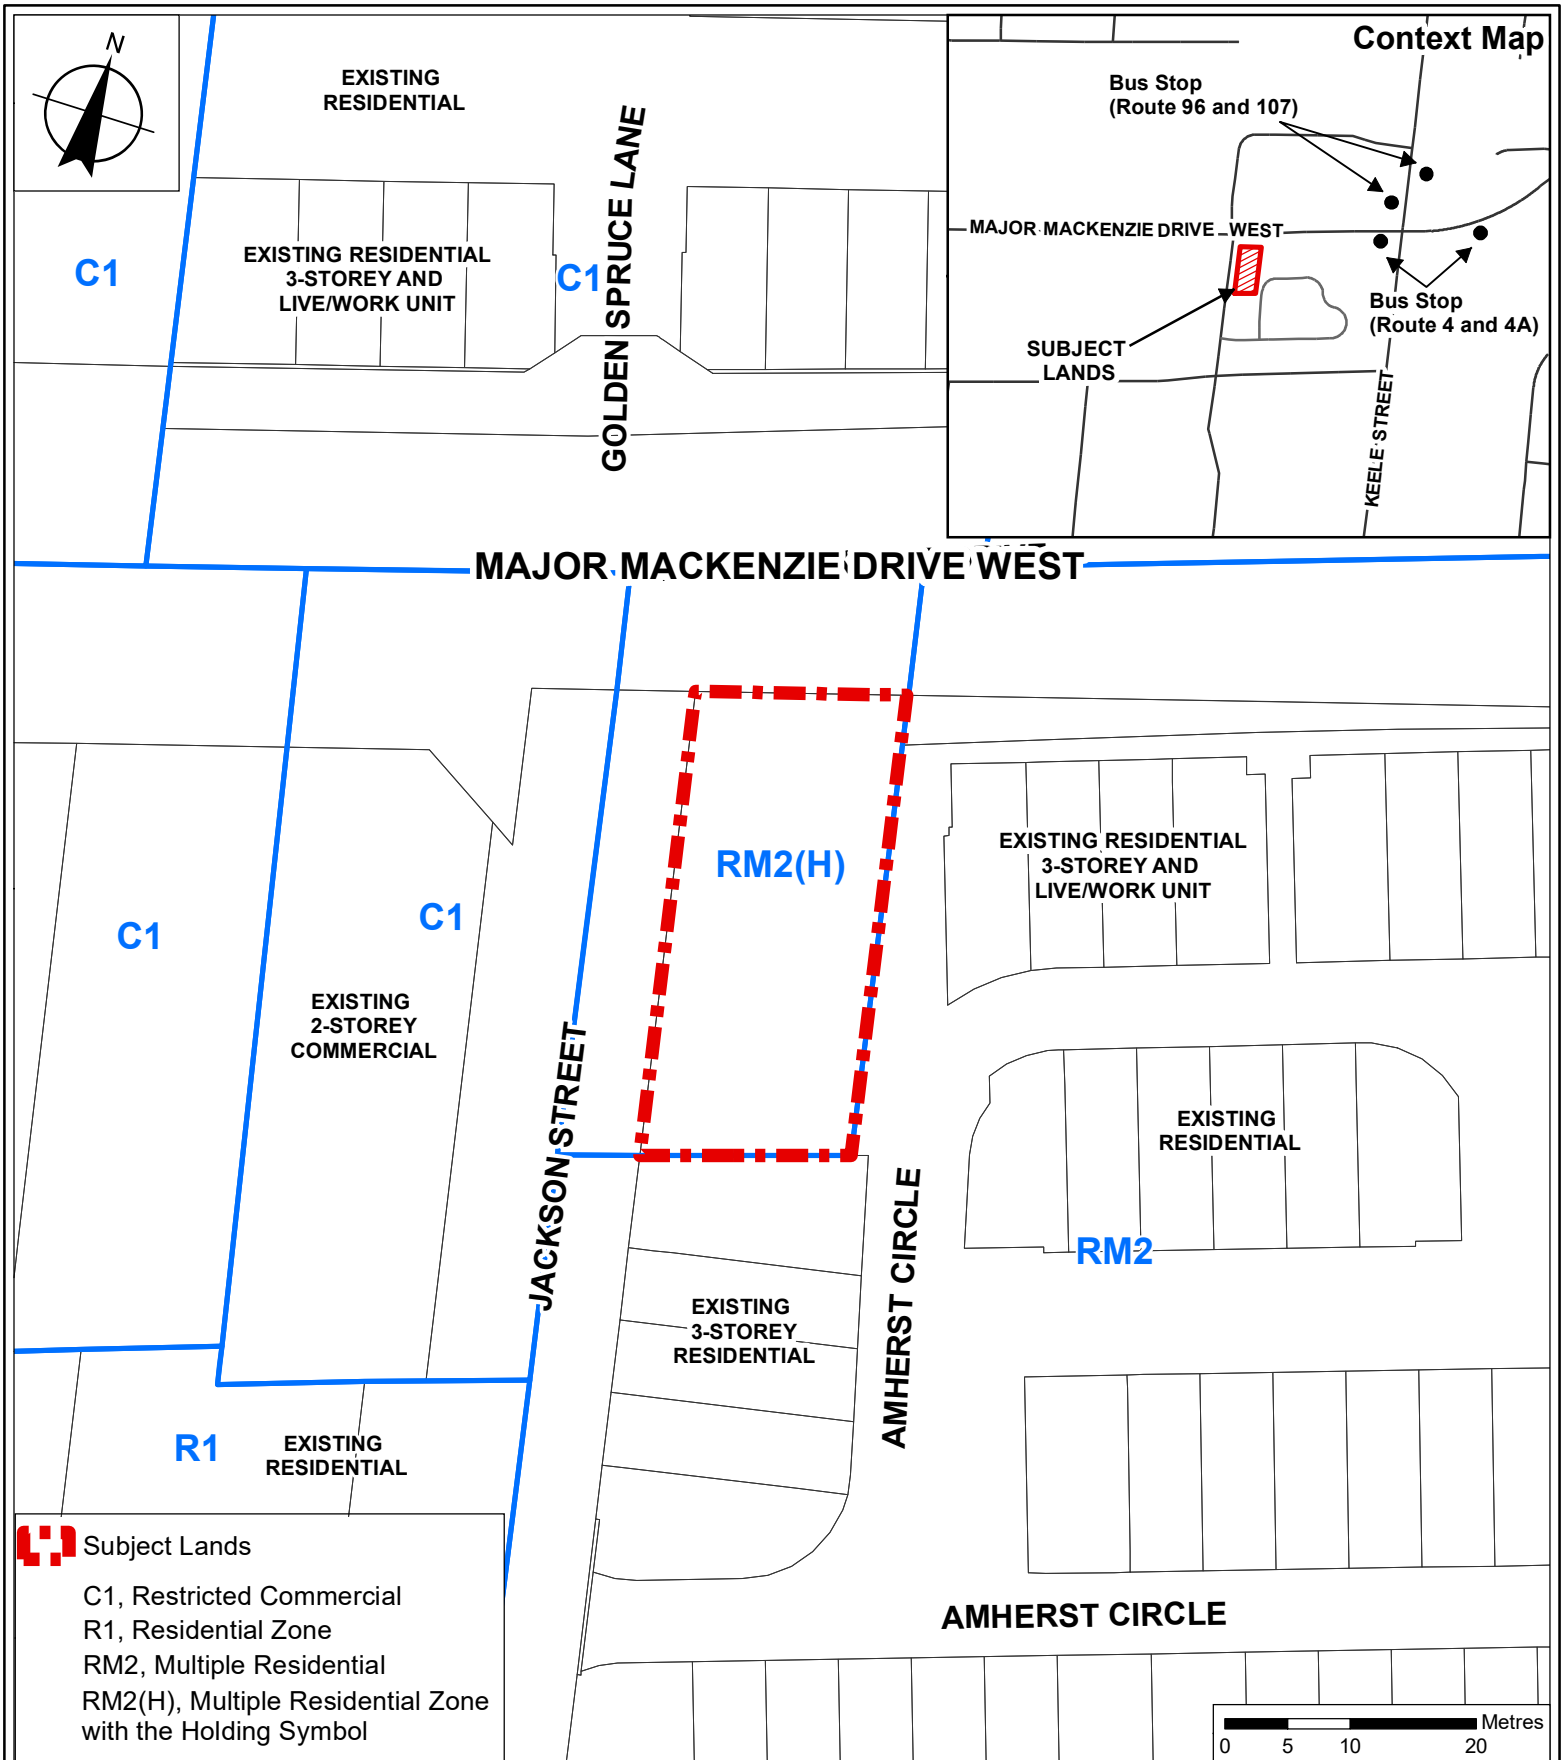 N
Context Map
Bus Stop
(Route 96 and 107)
MAJOR MACKENZIE DRIVE WEST
Bus Stop
(Route 4 and 4A)
SUBJECT
LANDS
KEELE STREET
EXISTING
RESIDENTIAL
GOLDEN SPRUCE LANE
C1
EXISTING RESIDENTIAL
3-STOREY AND
LIVE/WORK UNIT
C1
MAJOR MACKENZIE DRIVE WEST
RM2(H)
EXISTING RESIDENTIAL
3-STOREY AND
LIVE/WORK UNIT
C1
C1
EXISTING
2-STOREY
COMMERCIAL
JACKSON STREET
EXISTING
RESIDENTIAL
RM2
AMHERST CIRCLE
EXISTING
3-STOREY
RESIDENTIAL
R1
EXISTING
RESIDENTIAL
AMHERST CIRCLE
Subject Lands
C1, Restricted Commercial
R1, Residential Zone
RM2, Multiple Residential
RM2(H), Multiple Residential Zone
with the Holding Symbol
Metres
0 5 10 20